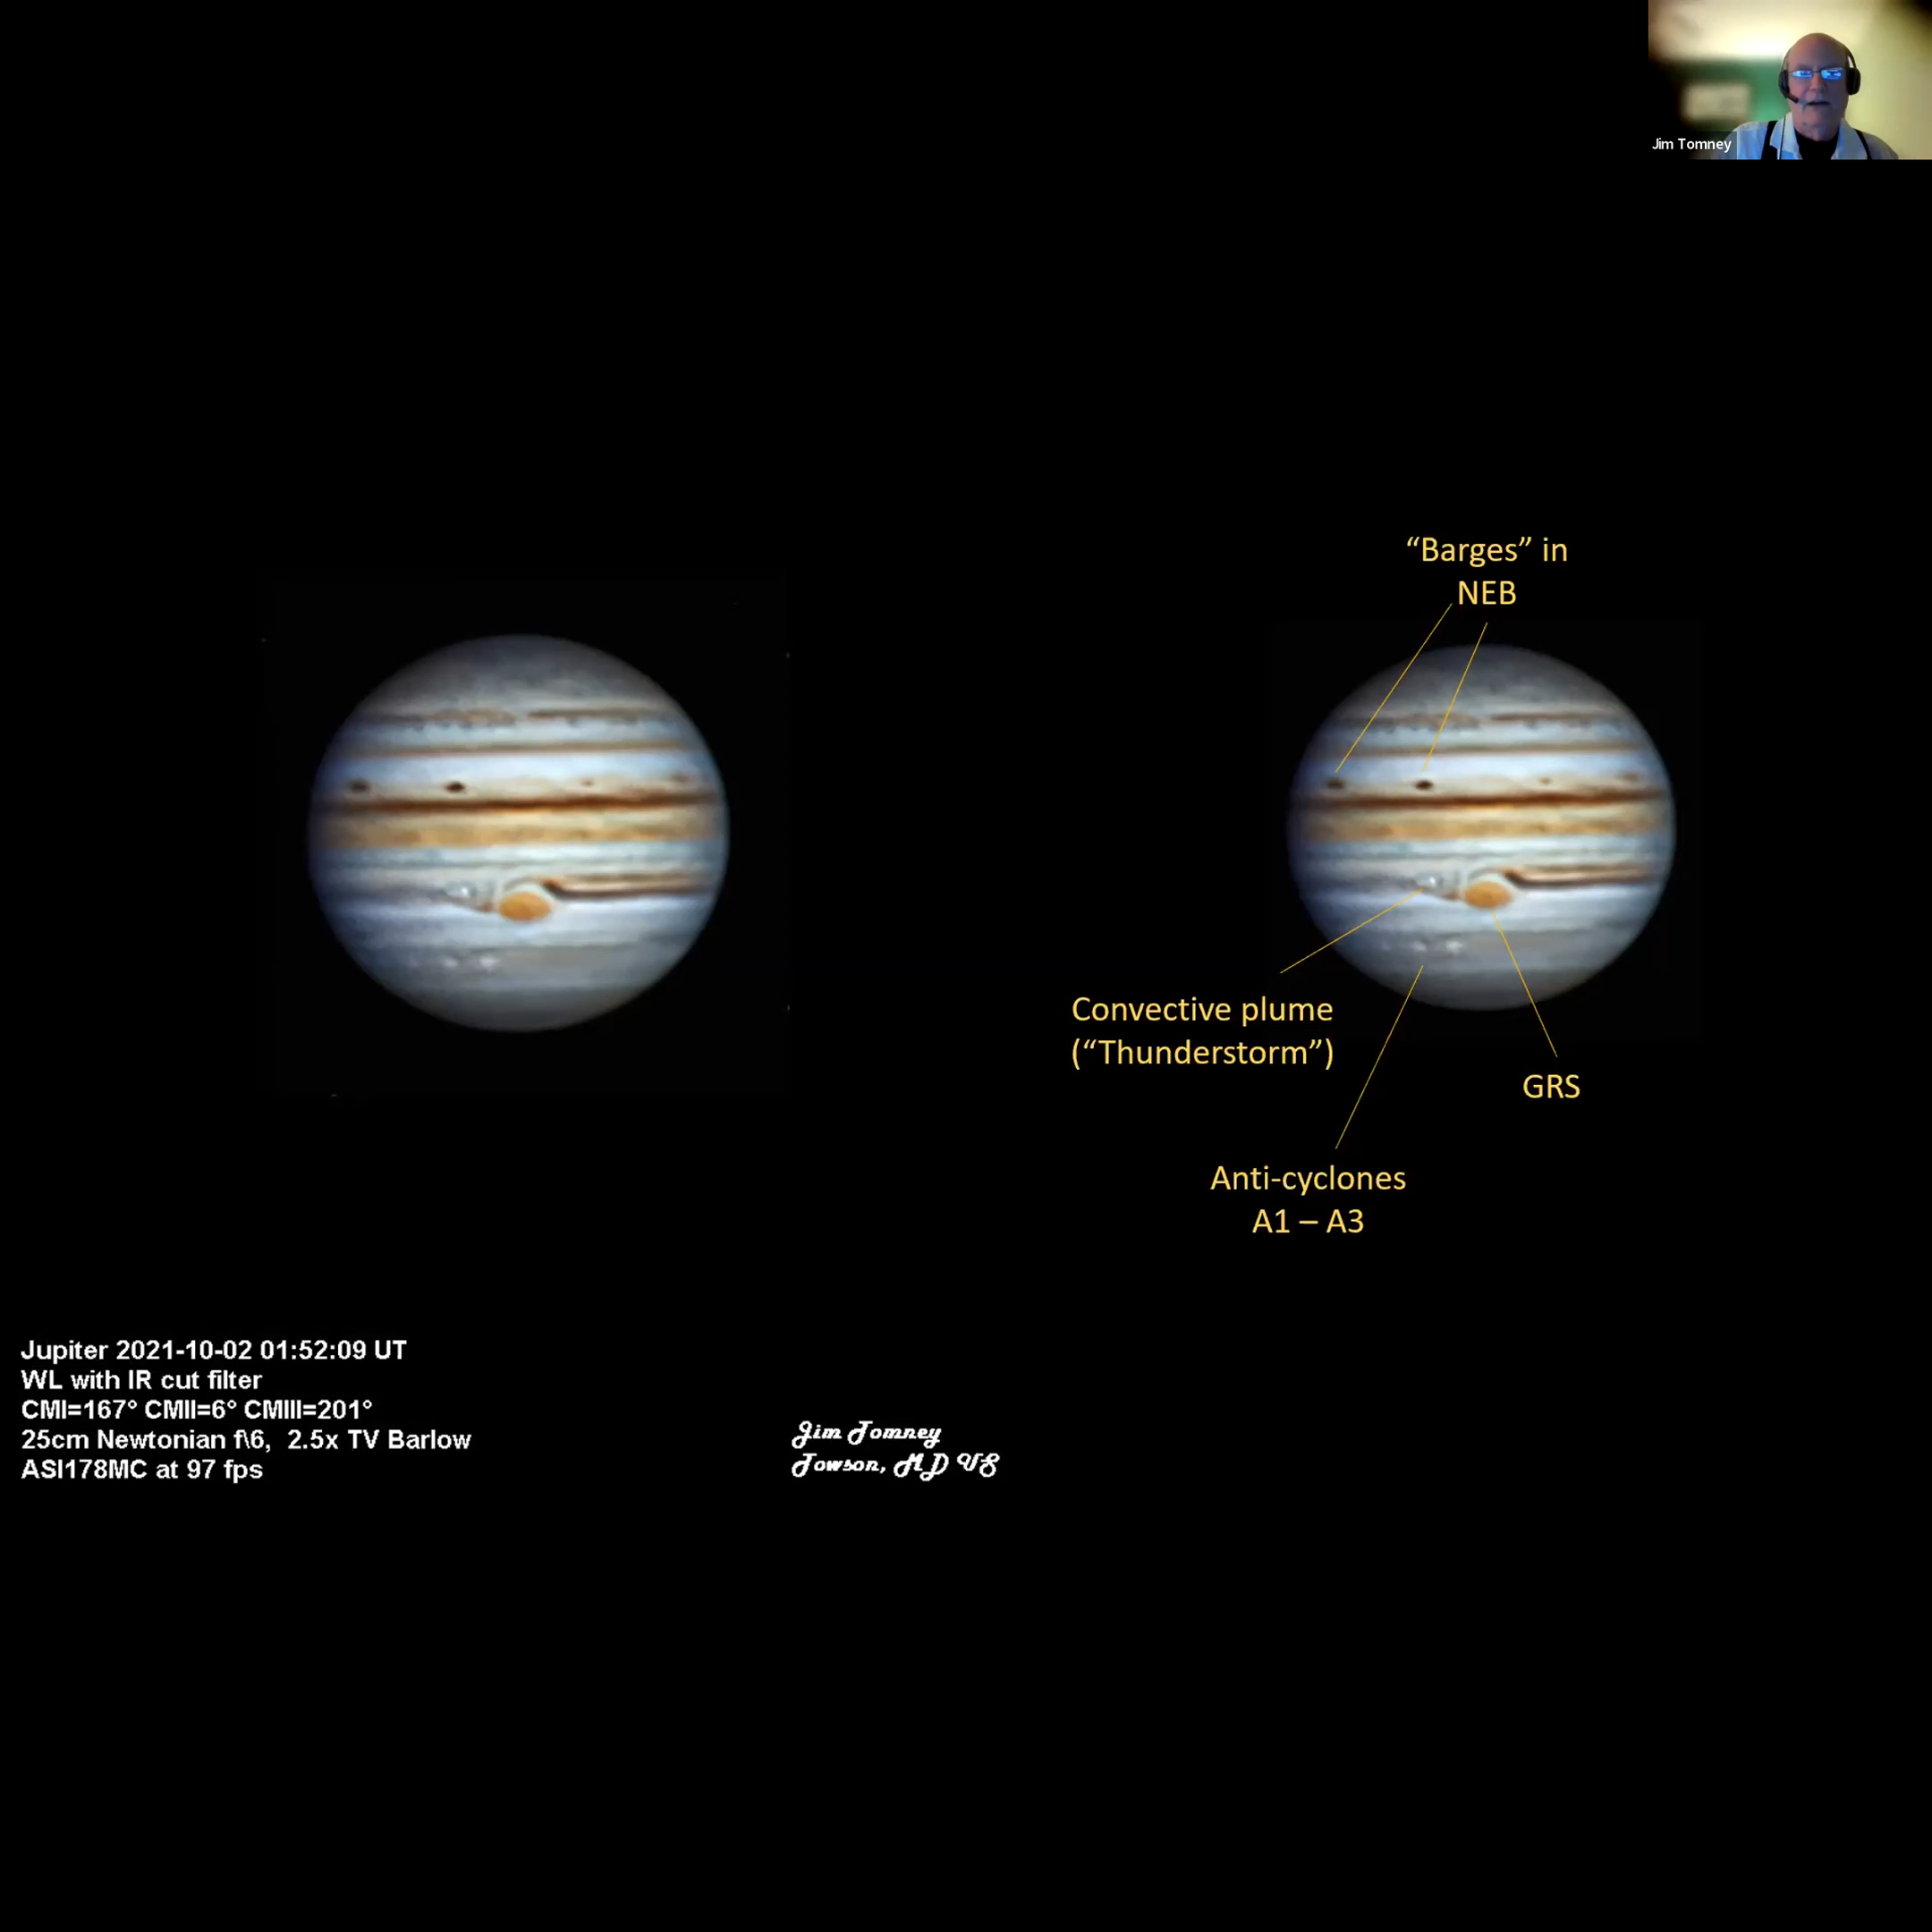 Jim Tomney
“Barges” in
NEB
Convective plume
(“Thunderstorm”)
GRS
Anti-cyclones
A1 – A3
Jupiter 2021-10-02 01:52:09 UT
WL with IR cut filter
CMI=167° CMII=6° CMIII=201°
25cm Newtonian f\6,  2.5x TV Barlow
ASI178MC at 97 fps
Jim Tomney
Towson, MD US